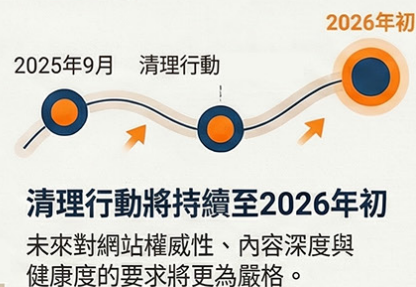 2026年初
2025年9月 清理行動
清理行動將持續至2026年初
未來對網站權威性、內容深度與
健康度的要求將更為嚴格。